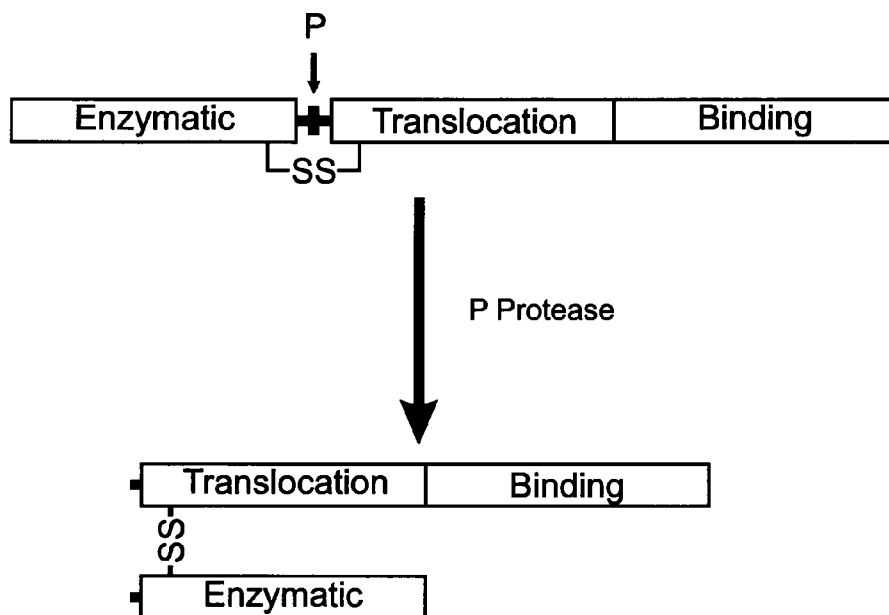 P
Enzymatic Translocation Binding
SS
P Protease
Translocation Binding
SS
Enzymatic